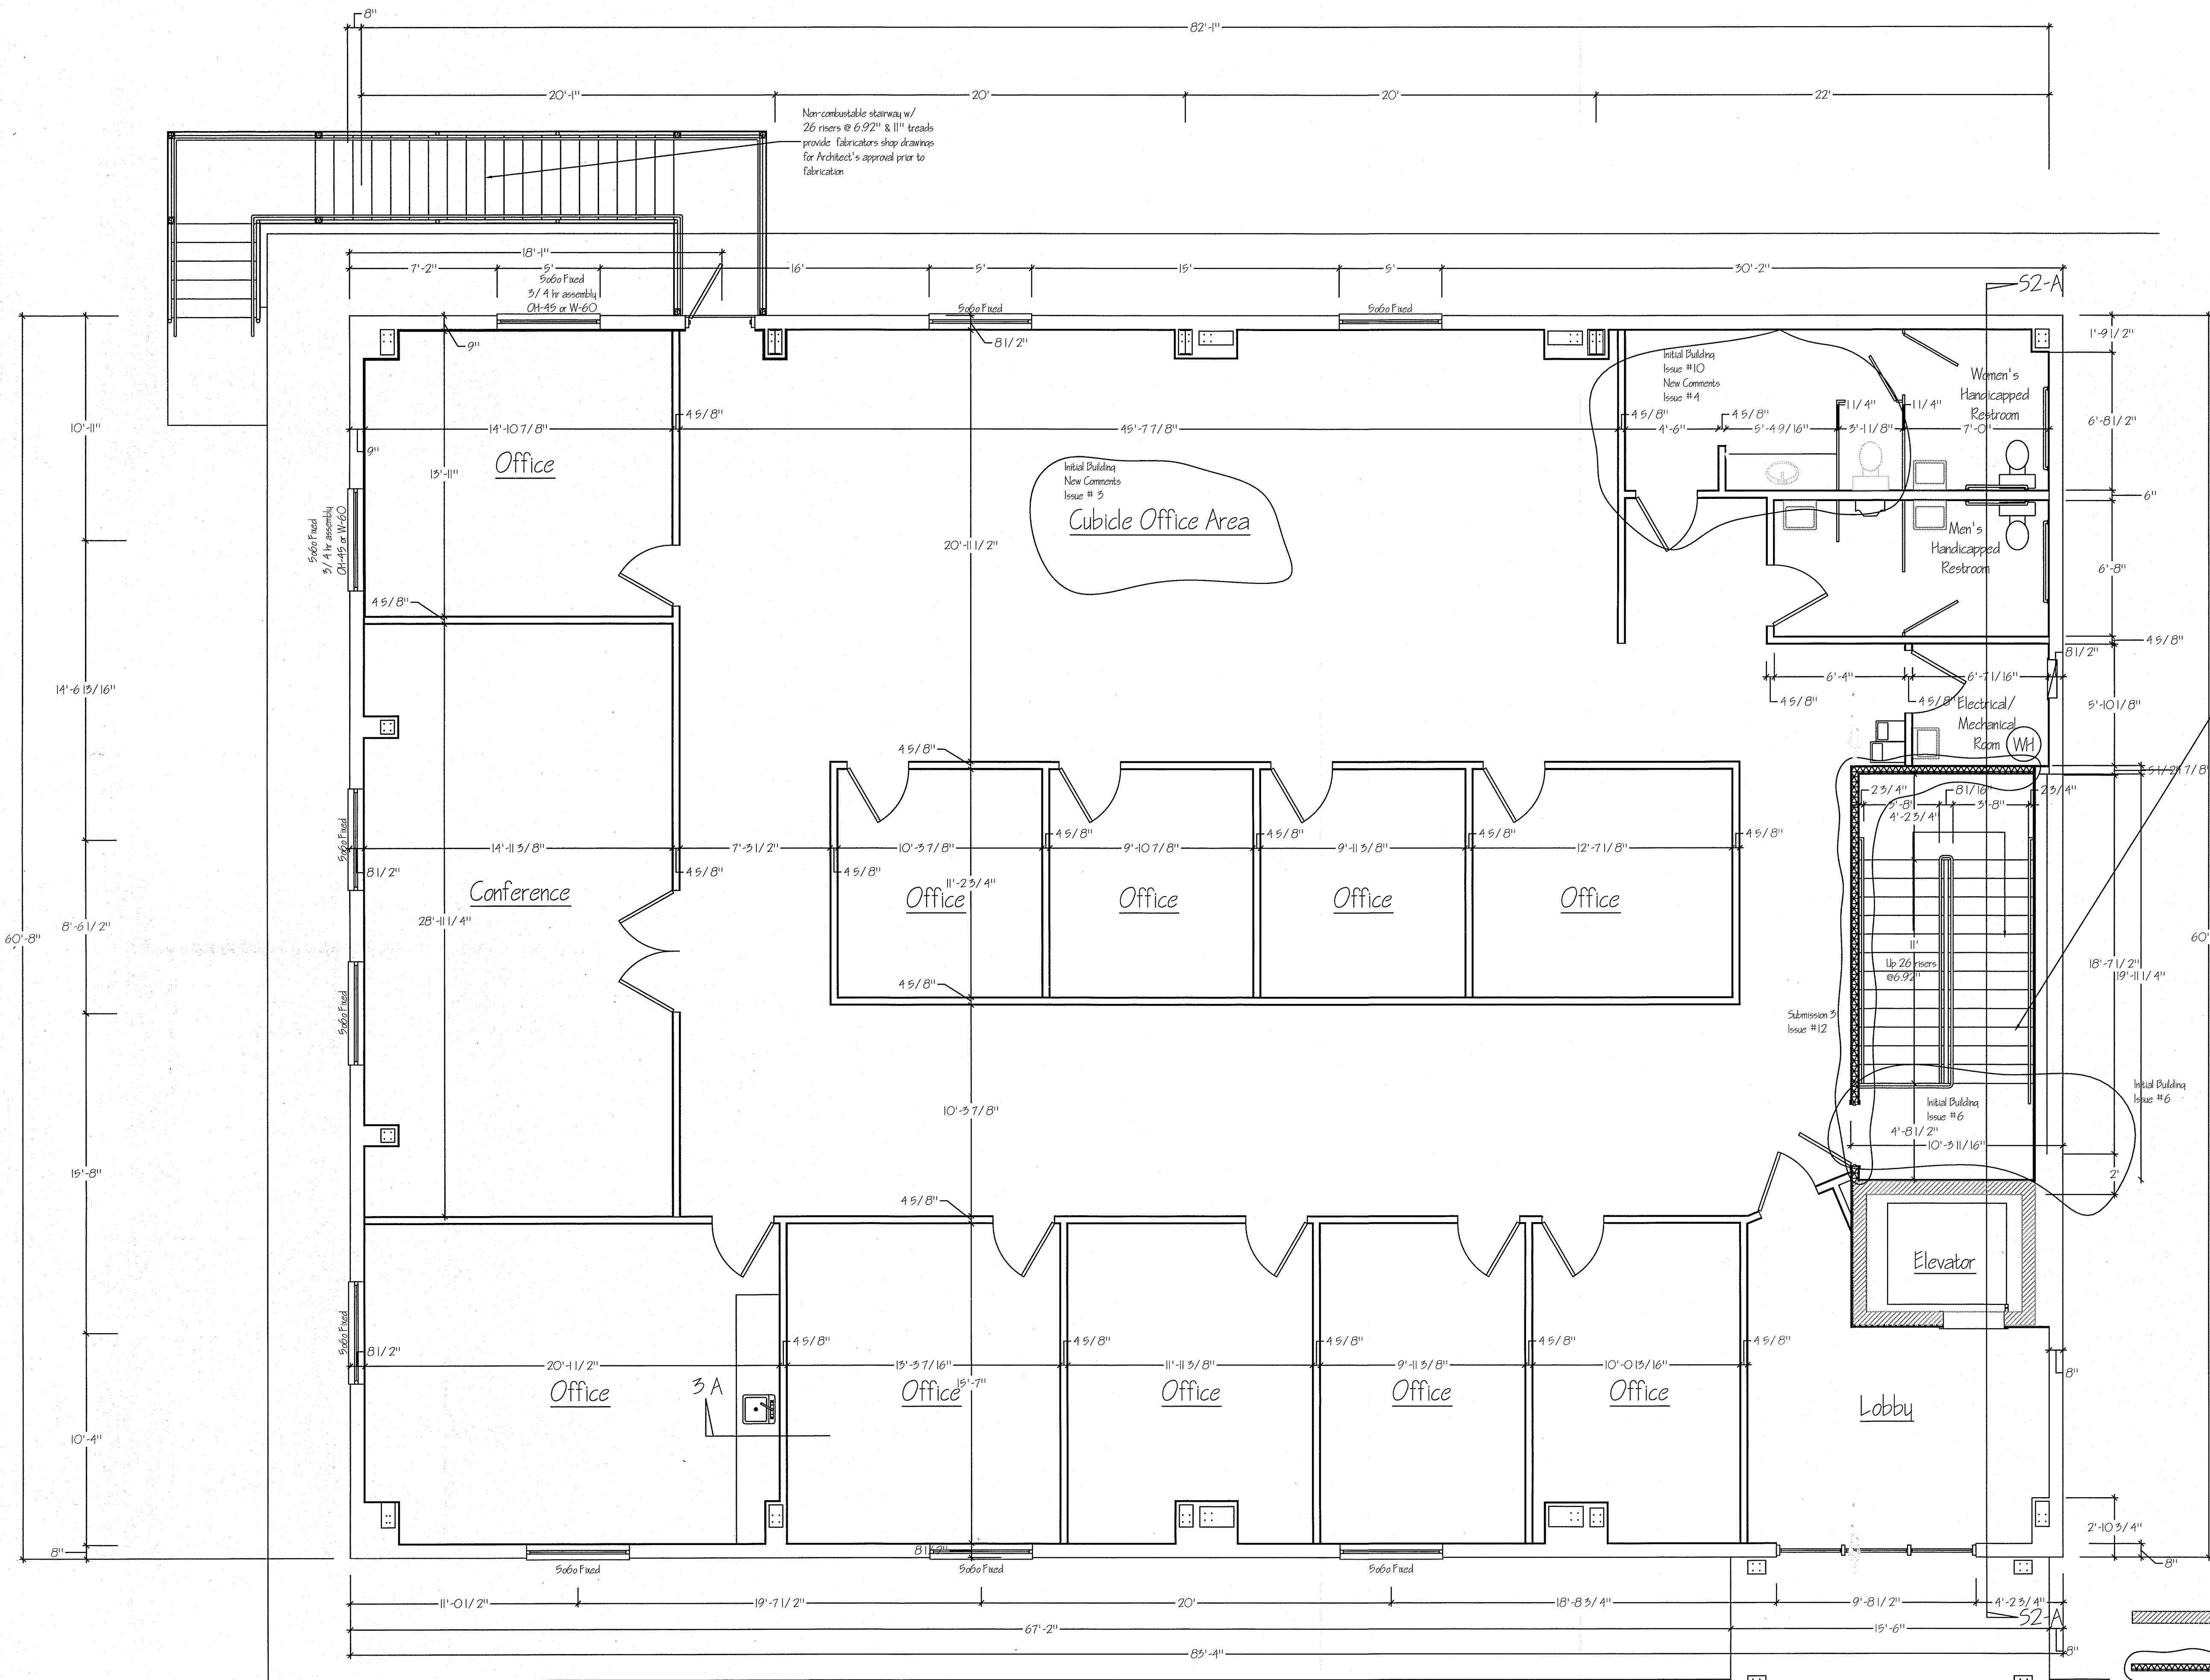 8"
82'-1"
20'-1"
20'
20'
22'
Non-combustable stairway w/
26 risers @ 6.92" & 11" treads
provide fabricators shop drawings
for Architect's approval prior to
fabrication
18'-1"
7'-2"
5'
16'
5'
15'
5'
30'-2"
S2-A
5060 Fixed
3/4 hr assembly
OH-45 or W-60
5060 Fixed
5060 Fixed
9"
8 1/2"
1'-9 1/2"
Initial Building
Issue #10
New Comments
Issue #4
Women's
Handicapped
Restroom
1 1/4"
1 1/4"
4 5/8"
4 5/8"
4 5/8"
10'-11"
14'-10 7/8"
45'-7 7/8"
4'-6"
5'-4 9/16"
3'-1 1/8"
7'-0"
6'-8 1/2"
9"
Office
13'-11"
Initial Building
New Comments
Issue # 3
Cubicle Office Area
6"
5060 Fixed
3/4 hr assembly
OH-45 or W-60
20'-11 1/2"
Men's
Handicapped
Restroom
6'-8"
4 5/8"
4 5/8"
8 1/2"
6'-4"
6'-7 1/16"
14'-6 13/16"
4 5/8"
4 5/8"
5'-10 1/8"
Electrical/
Mechanical
Room
WH
4 5/8"
2 3/4"
8 1/16"
2 3/4"
3'-8"
3'-8"
4'-2 3/4"
5060 Fixed
4 5/8"
4 5/8"
4 5/8"
4 5/8"
14'-11 3/8"
7'-3 1/2"
10'-3 7/8"
9'-10 7/8"
9'-11 3/8"
12'-7 1/8"
8 1/2"
4 5/8"
4 5/8"
11'-2 3/4"
Conference
Office
Office
Office
Office
28'-11 1/4"
8'-6 1/2"
60'-8"
60'
11'
Up 26 risers
@6.92"
18'-7 1/2"
19'-11 1/4"
4 5/8"
5060 Fixed
Submission 3
Issue #12
Initial Building
Issue #6
Initial Building
Issue #6
10'-3 7/8"
4'-8 1/2"
10'-3 11/16"
15'-8"
2'
4 5/8"
Elevator
5060 Fixed
4 5/8"
4 5/8"
4 5/8"
4 5/8"
4 5/8"
8 1/2"
20'-1 1/2"
13'-3 7/16"
11'-11 3/8"
9'-11 3/8"
10'-0 13/16"
8"
15'-7"
3 A
Office
Office
Office
Office
Office
Lobby
10'-4"
2'-10 3/4"
8"
8 1/2"
8"
5060 Fixed
5060 Fixed
5060 Fixed
11'-0 1/2"
19'-7 1/2"
20'
18'-8 3/4"
9'-8 1/2"
4'-2 3/4"
S2-A
67'-2"
15'-6"
8"
83'-4"